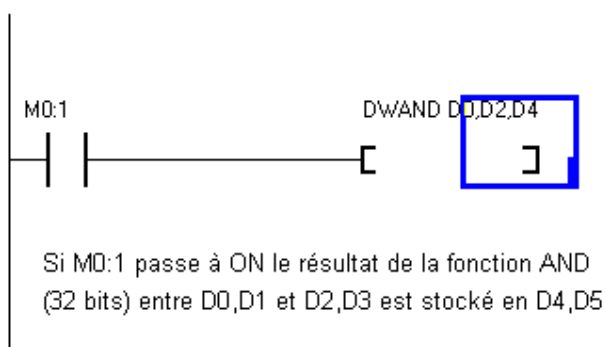 M0:1
DWAND D0,D2,D4
Si M0:1 passe à ON le résultat de la fonction AND
(32 bits) entre D0,D1 et D2,D3 est stocké en D4,D5